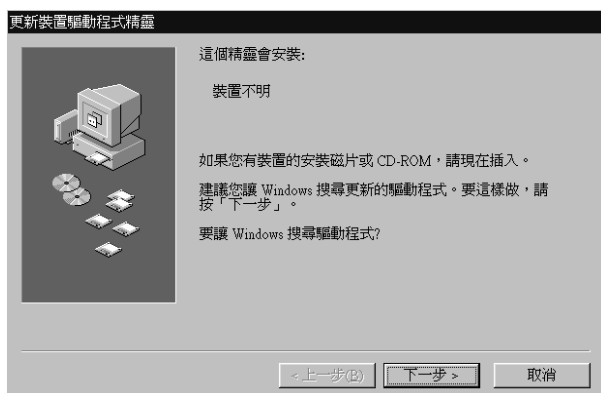 更新裝置驅動程式精靈
這個精靈會安裝:
裝置不明
如果您有裝置的安裝磁片或 CD-ROM，請現在插入。
建議您讓 Windows 搜尋更新的驅動程式。要這樣做，請
按「下一步」。
要讓 Windows 搜尋驅動程式?
<上一步(B)
下一步 >
取消